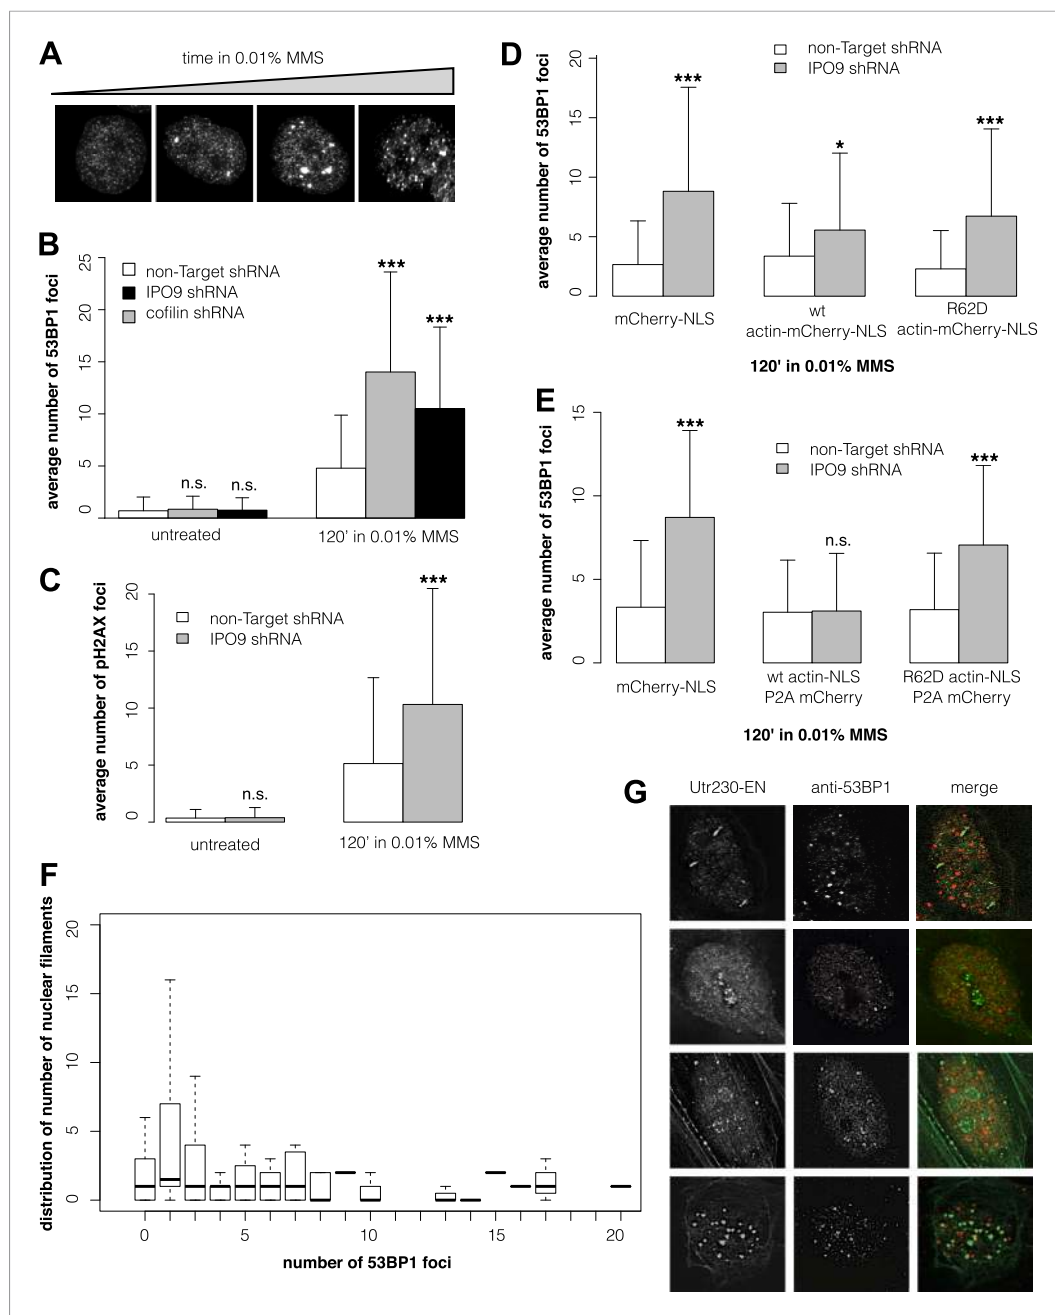 A
time in 0.01% MMS
B
average number of 53BP1 foci
0
5
10
15
20
25
non-Target shRNA
IPO9 shRNA
cofilin shRNA
n.s.
n.s.
***
***
untreated
120' in 0.01% MMS
C
average number of pH2AX foci
0
5
10
15
20
non-Target shRNA
IPO9 shRNA
n.s.
***
untreated
120' in 0.01% MMS
D
average number of 53BP1 foci
0
5
10
15
20
non-Target shRNA
IPO9 shRNA
***
*
***
mCherry-NLS
wt
actin-mCherry-NLS
R62D
actin-mCherry-NLS
120' in 0.01% MMS
E
average number of 53BP1 foci
0
5
10
15
non-Target shRNA
IPO9 shRNA
***
n.s.
***
mCherry-NLS
wt actin-NLS
P2A mCherry
R62D actin-NLS
P2A mCherry
120' in 0.01% MMS
F
distribution of number of nuclear filaments
0
5
10
15
20
0
5
10
15
20
number of 53BP1 foci
G
Utr230-EN
anti-53BP1
merge